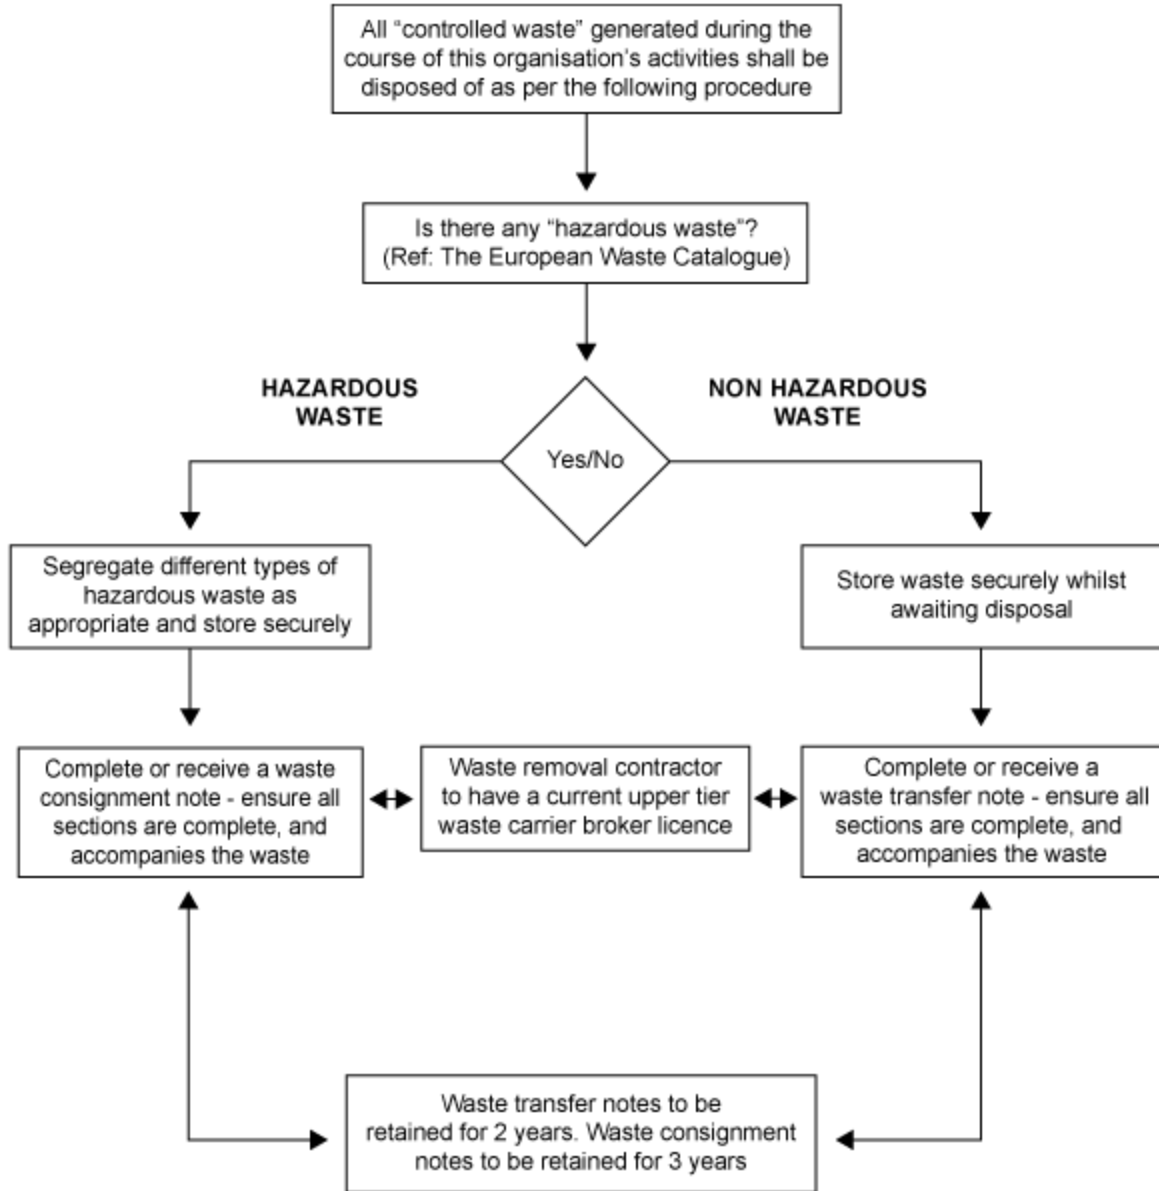 All “controlled waste” generated during the
course of this organisation’s activities shall be
disposed of as per the following procedure
Is there any “hazardous waste”?
(Ref: The European Waste Catalogue)
HAZARDOUS
WASTE
NON HAZARDOUS
WASTE
Yes/No
Segregate different types of
hazardous waste as
appropriate and store securely
Store waste securely whilst
awaiting disposal
Complete or receive a waste
consignment note - ensure all
sections are complete, and
accompanies the waste
Waste removal contractor
to have a current upper tier
waste carrier broker licence
Complete or receive a
waste transfer note - ensure all
sections are complete, and
accompanies the waste
Waste transfer notes to be
retained for 2 years. Waste consignment
notes to be retained for 3 years